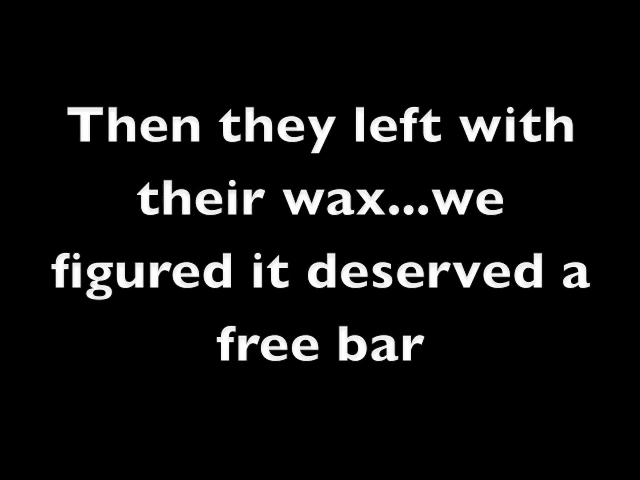 Then they left with
their wax...we
figured it deserved a
free bar